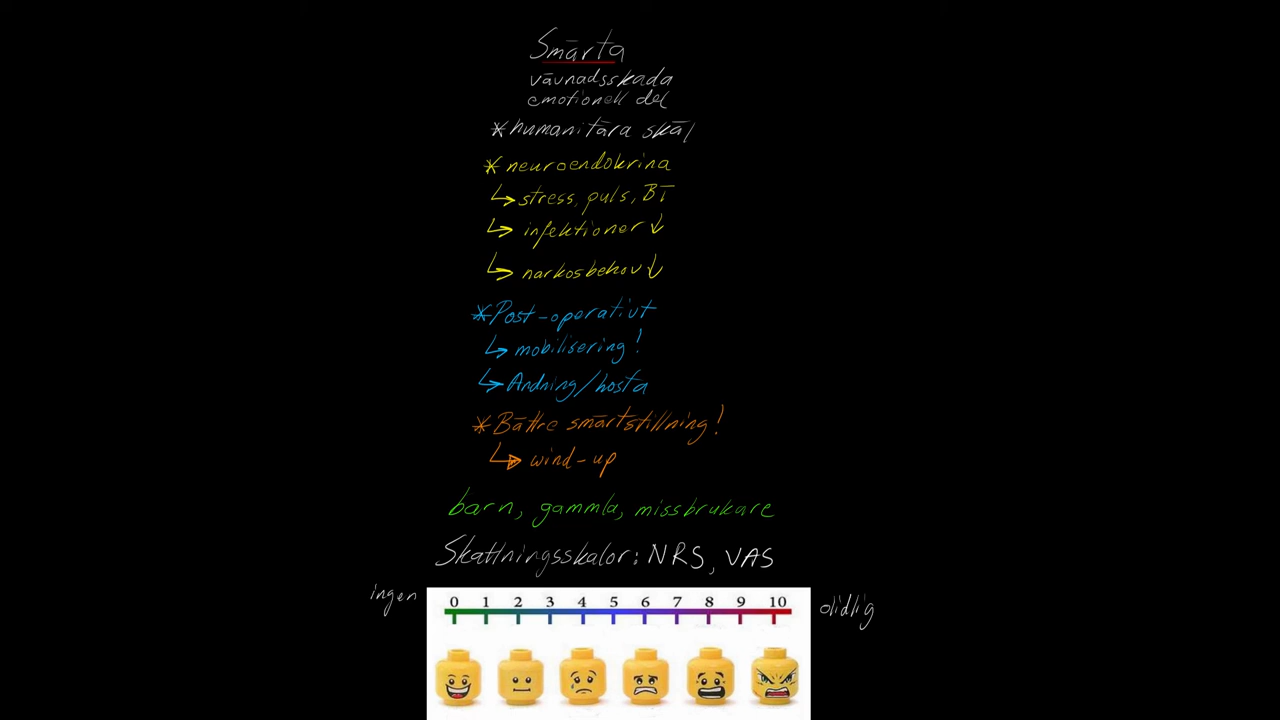 Smärta
vävnadsskada
emotionell del
*humanitära skäl
*neuroendokrina
↳stress, puls, BT
↳infektioner↓
↳narkosbehov↓
*Post-operativt
↳mobilisering!
↳Andning/hosta
*Bättre smärtstillning!
↳wind-up
barn, gammla, missbrukare
Skattningsskalor: NRS, VAS
ingen 0 1 2 3 4 5 6 7 8 9 10 olidlig